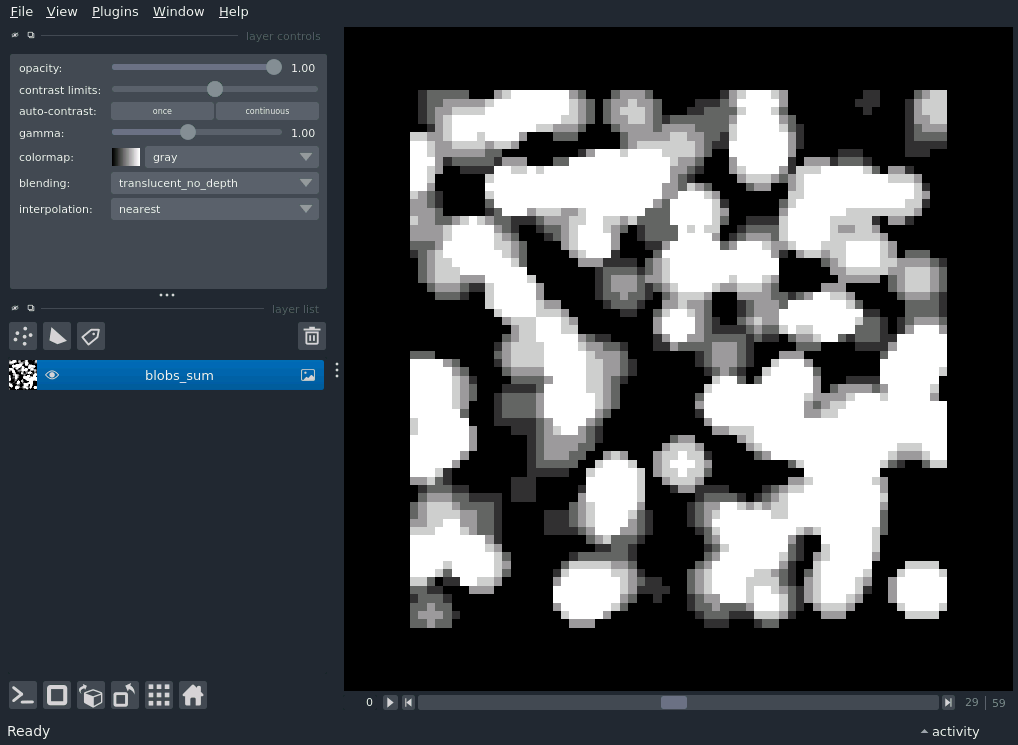 File View Plugins Window Help
layer controls
opacity: 1.00
contrast limits:
auto-contrast: once continuous
gamma: 1.00
colormap: gray
blending: translucent_no_depth
interpolation: nearest
layer list
blobs_sum
0 29 | 59
Ready activity